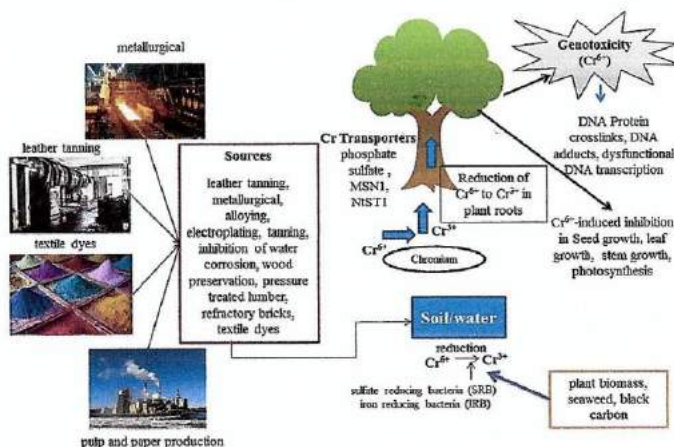 metallurgical
leather tanning
textile dyes
pulp and paper production
Sources
leather tanning,
metallurgical,
alloying,
electroplating, tanning,
inhibition of water
corrosion, wood
preservation, pressure
treated lumber,
refractory bricks,
textile dyes
Cr Transporters
phosphate
sulfate ,
MSN1,
NtST1
Reduction of
Cr⁶⁺ to Cr³⁺ in
plant roots
Cr⁶⁺
Cr³⁺
Chromium
Genotoxicity
(Cr⁶⁺)
DNA Protein
crosslinks, DNA
adducts, dysfunctional
DNA transcription
Cr⁶⁺-induced inhibition
in Seed growth, leaf
growth, stem growth,
photosynthesis
Soil/water
reduction
Cr⁶⁺ → Cr³⁺
sulfate reducing bacteria (SRB)
iron reducing bacteria (IRB)
plant biomass,
seaweed, black
carbon